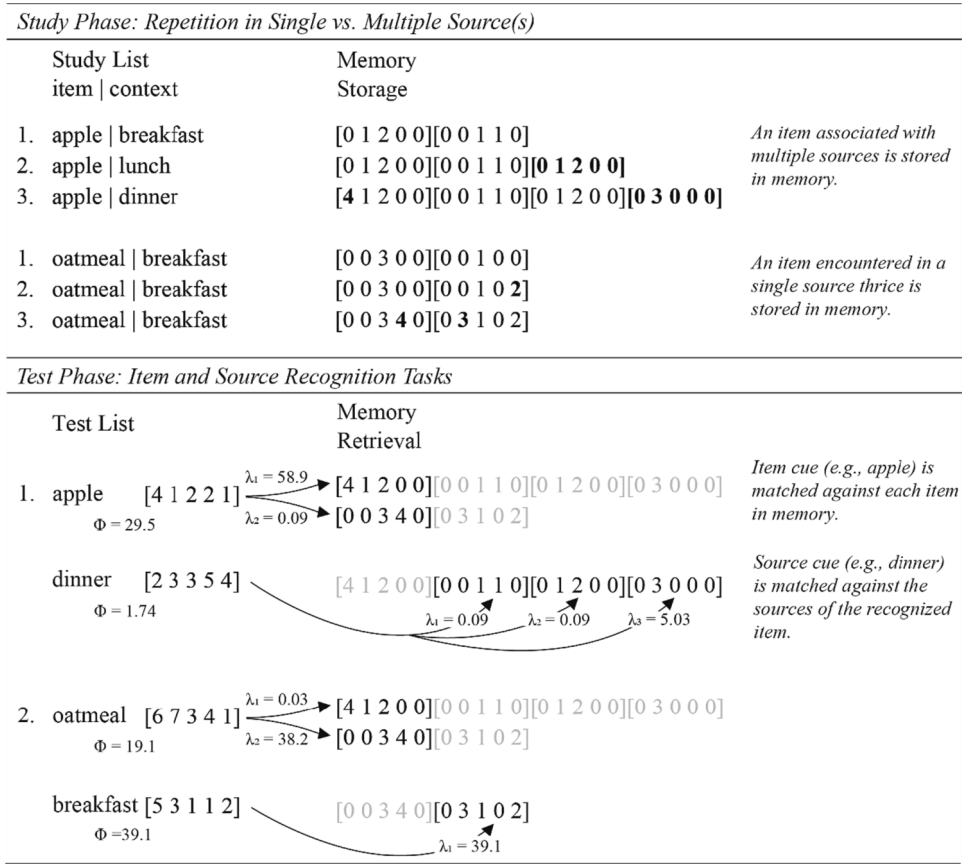 Study Phase: Repetition in Single vs. Multiple Source(s)
Study List
item | context
Memory
Storage
1. apple | breakfast [0 1 2 0 0][0 0 1 1 0]
2. apple | lunch [0 1 2 0 0][0 0 1 1 0][0 1 2 0 0]
3. apple | dinner [4 1 2 0 0][0 0 1 1 0][0 1 2 0 0][0 3 0 0 0]
An item associated with
multiple sources is stored
in memory.
1. oatmeal | breakfast [0 0 3 0 0][0 0 1 0 0]
2. oatmeal | breakfast [0 0 3 0 0][0 0 1 0 2]
3. oatmeal | breakfast [0 0 3 4 0][0 3 1 0 2]
An item encountered in a
single source thrice is
stored in memory.
Test Phase: Item and Source Recognition Tasks
Test List
Memory
Retrieval
1. apple [4 1 2 2 1]
Φ = 29.5
λ₁ = 58.9
λ₂ = 0.09
[4 1 2 0 0][0 0 1 1 0][0 1 2 0 0][0 3 0 0 0]
[0 0 3 4 0][0 3 1 0 2]
Item cue (e.g., apple) is
matched against each item
in memory.
dinner [2 3 3 5 4]
Φ = 1.74
[4 1 2 0 0][0 0 1 1 0][0 1 2 0 0][0 3 0 0 0]
λ₁ = 0.09 λ₂ = 0.09 λ₃ = 5.03
Source cue (e.g., dinner)
is matched against the
sources of the recognized
item.
2. oatmeal [6 7 3 4 1]
Φ = 19.1
λ₁ = 0.03
λ₂ = 38.2
[4 1 2 0 0][0 0 1 1 0][0 1 2 0 0][0 3 0 0 0]
[0 0 3 4 0][0 3 1 0 2]
breakfast [5 3 1 1 2]
Φ =39.1
[0 0 3 4 0][0 3 1 0 2]
λ₁ = 39.1